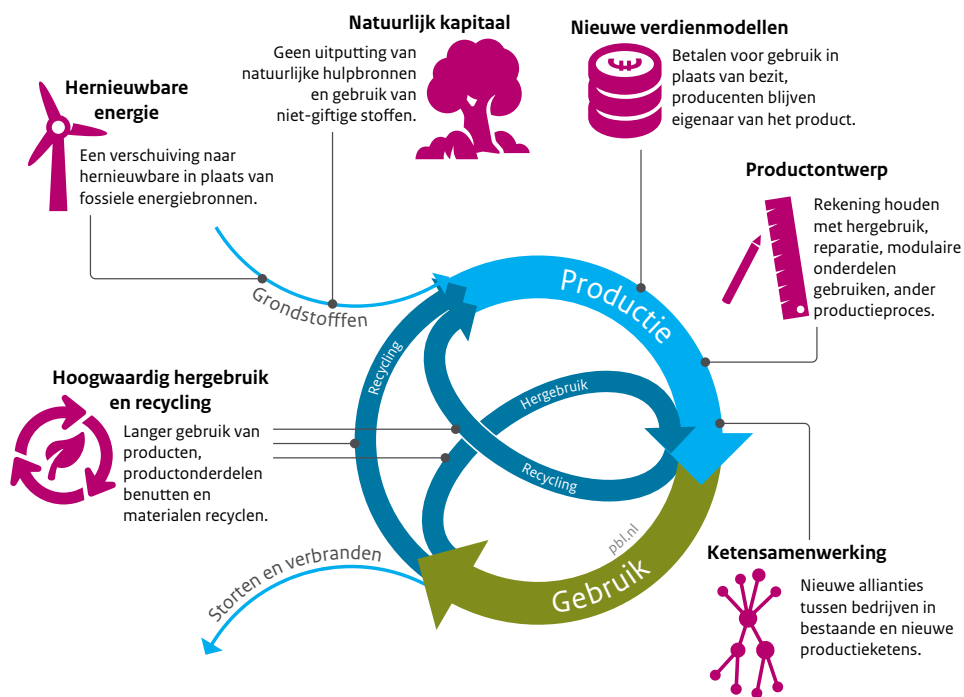 Natuurlijk kapitaal
Geen uitputting van
natuurlijke hulpbronnen
en gebruik van
niet-giftige stoffen.
Nieuwe verdienmodellen
Betalen voor gebruik in
plaats van bezit,
producenten blijven
eigenaar van het product.
Hernieuwbare
energie
Een verschuiving naar
hernieuwbare in plaats van
fossiele energiebronnen.
Productontwerp
Rekening houden
met hergebruik,
reparatie, modulaire
onderdelen
gebruiken, ander
productieproces.
Grondstofffen
Productie
Recycling
Hergebruik
Recycling
Hoogwaardig hergebruik
en recycling
Langer gebruik van
producten,
productonderdelen
benutten en
materialen recyclen.
Storten en verbranden
Gebruik
pbl.nl
Ketensamenwerking
Nieuwe allianties
tussen bedrijven in
bestaande en nieuwe
productieketens.